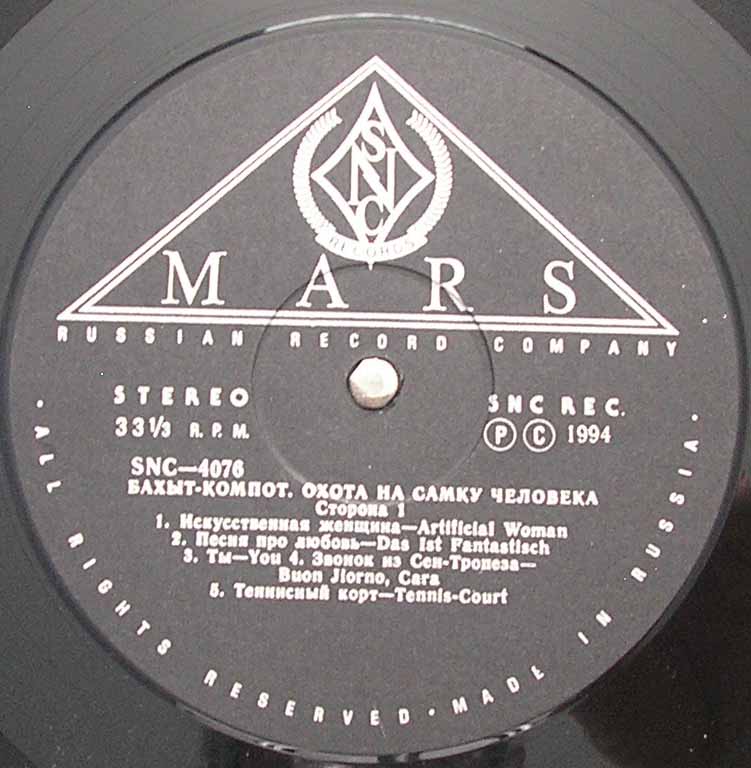 SNC
RECORDS
MARS
RUSSIAN RECORD COMPANY
STEREO
33 1/3 R. P. M.
SNC REC.
Ⓟ Ⓒ 1994
SNC—4076
БАХЫТ-КОМПОТ. ОХОТА НА САМКУ ЧЕЛОВЕКА
Сторона 1
1. Искусственная женщина—Artificial Woman
2. Песня про любовь—Das Ist Fantastisch
3. Ты—You 4. Звонок из Сен-Тропеза—
Buon Jiorno, Cara
5. Теннисный корт—Tennis-Court
· ALL RIGHTS RESERVED · MADE IN RUSSIA ·